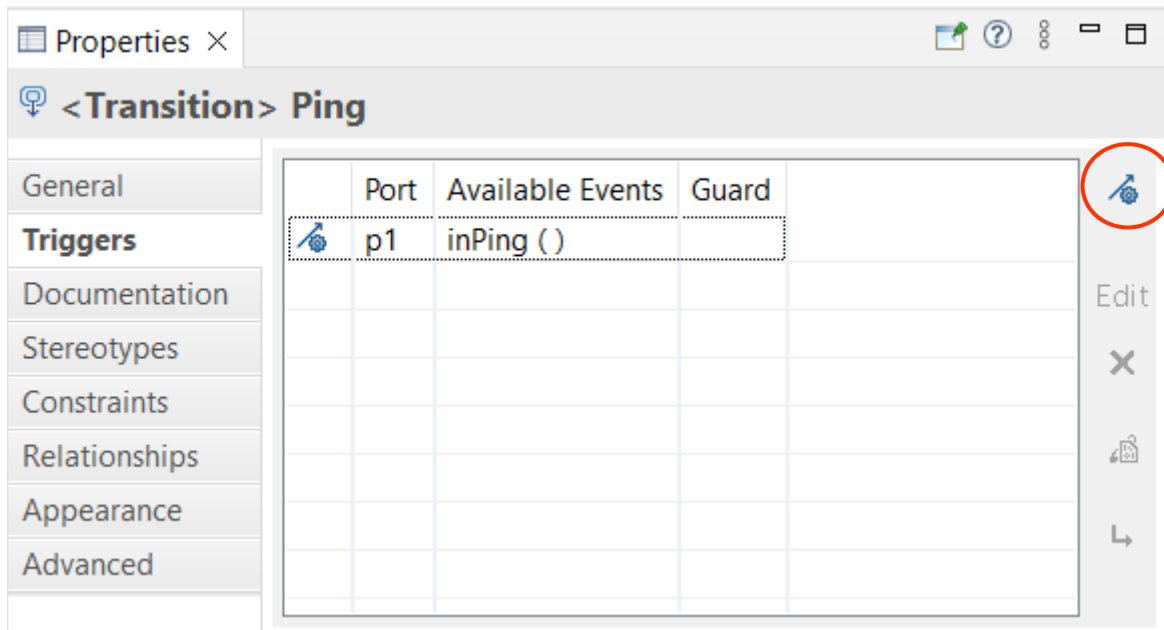 Properties
<Transition> Ping
General
Triggers
Documentation
Stereotypes
Constraints
Relationships
Appearance
Advanced
Port Available Events Guard
p1 inPing ( )
Edit